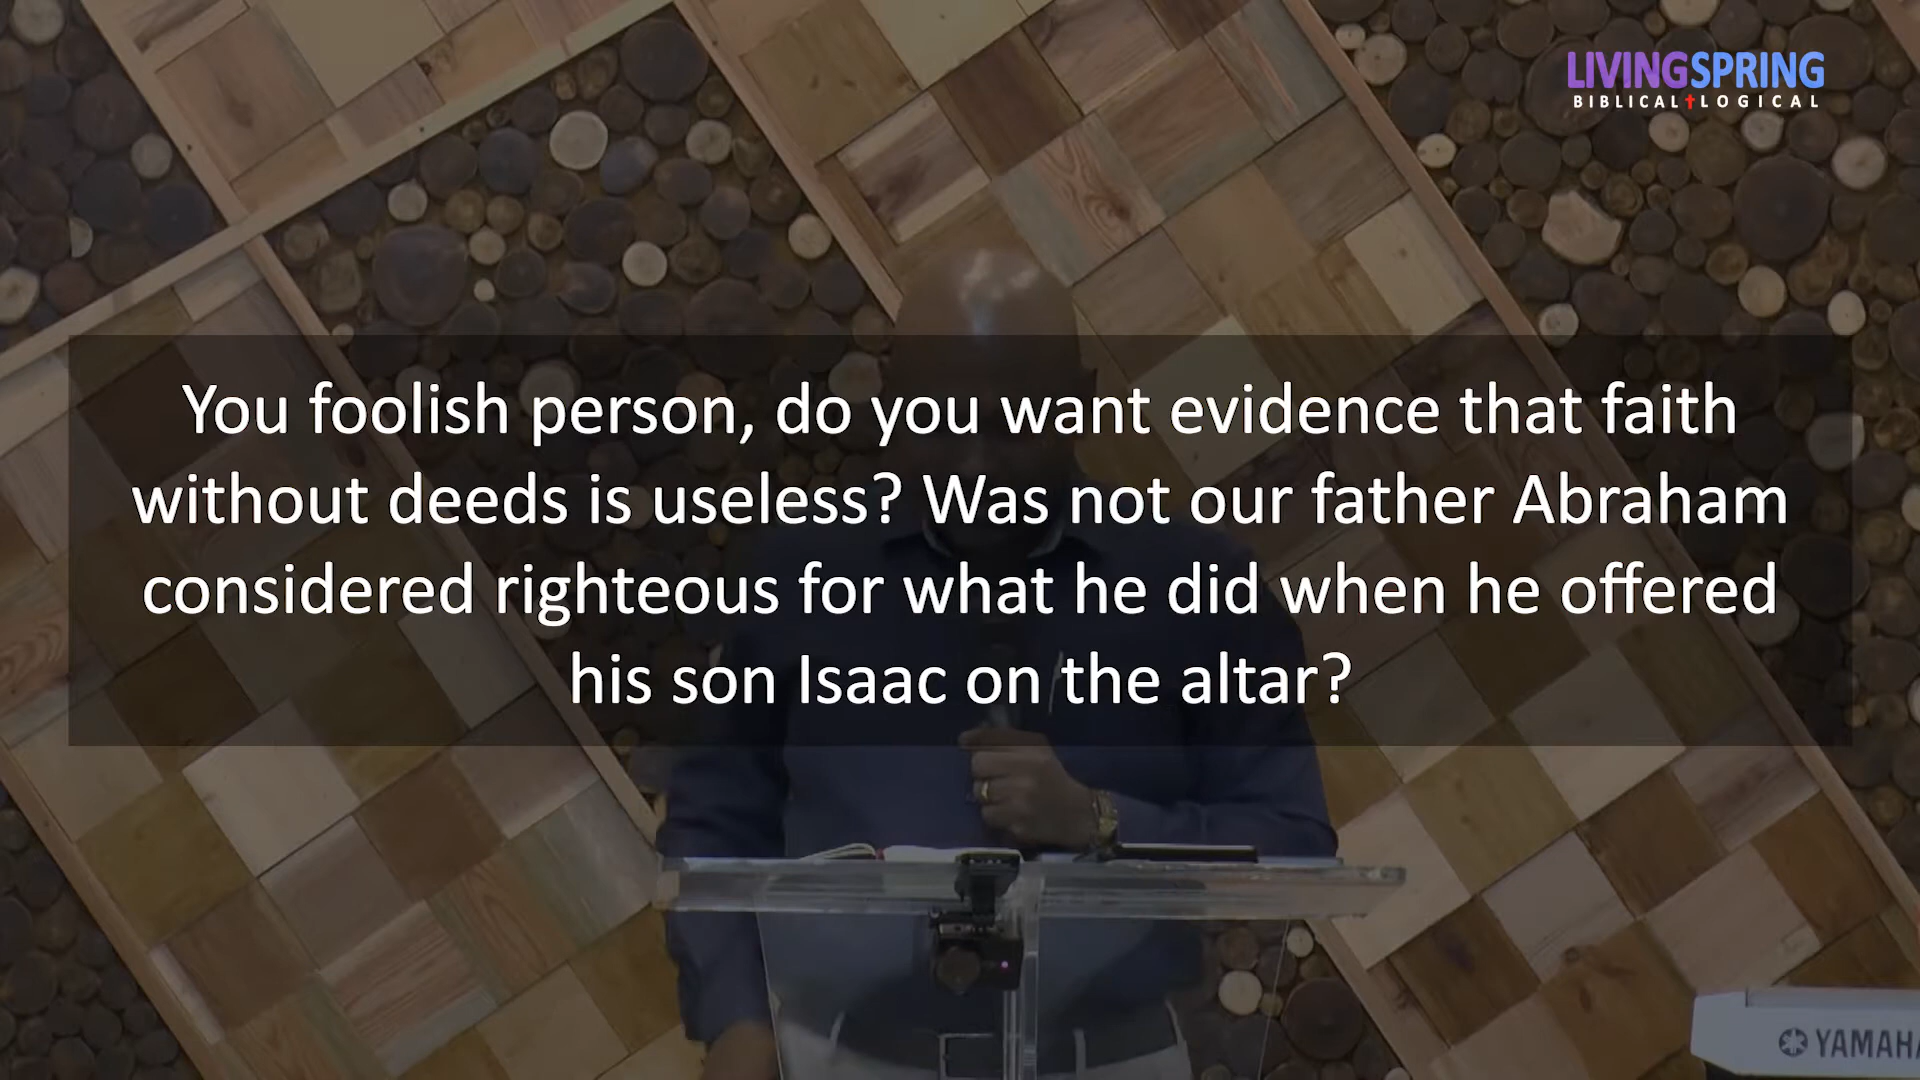 LIVINGSPRING
BIBLICAL✝LOGICAL
You foolish person, do you want evidence that faith
without deeds is useless? Was not our father Abraham
considered righteous for what he did when he offered
his son Isaac on the altar?
YAMAHA